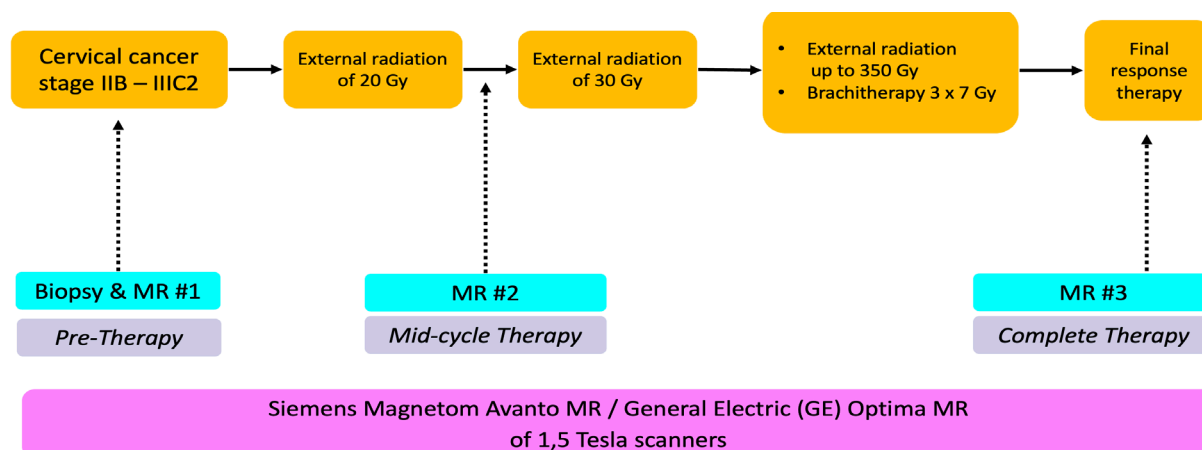 Cervical cancer
stage IIB – IIIC2
External radiation
of 20 Gy
External radiation
of 30 Gy
• External radiation
up to 350 Gy
• Brachitherapy 3 x 7 Gy
Final
response
therapy
Biopsy & MR #1
MR #2
MR #3
Pre-Therapy
Mid-cycle Therapy
Complete Therapy
Siemens Magnetom Avanto MR / General Electric (GE) Optima MR
of 1,5 Tesla scanners